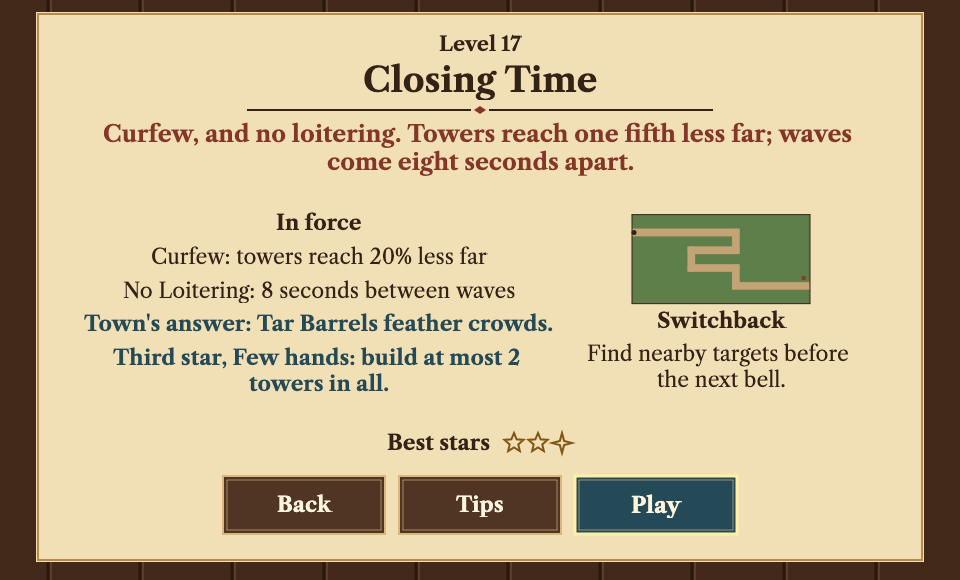 Level 17
Closing Time
Curfew, and no loitering. Towers reach one fifth less far; waves
come eight seconds apart.
In force
Curfew: towers reach 20% less far
No Loitering: 8 seconds between waves
Town's answer: Tar Barrels feather crowds.
Third star, Few hands: build at most 2
towers in all.
Switchback
Find nearby targets before
the next bell.
Best stars
Back
Tips
Play